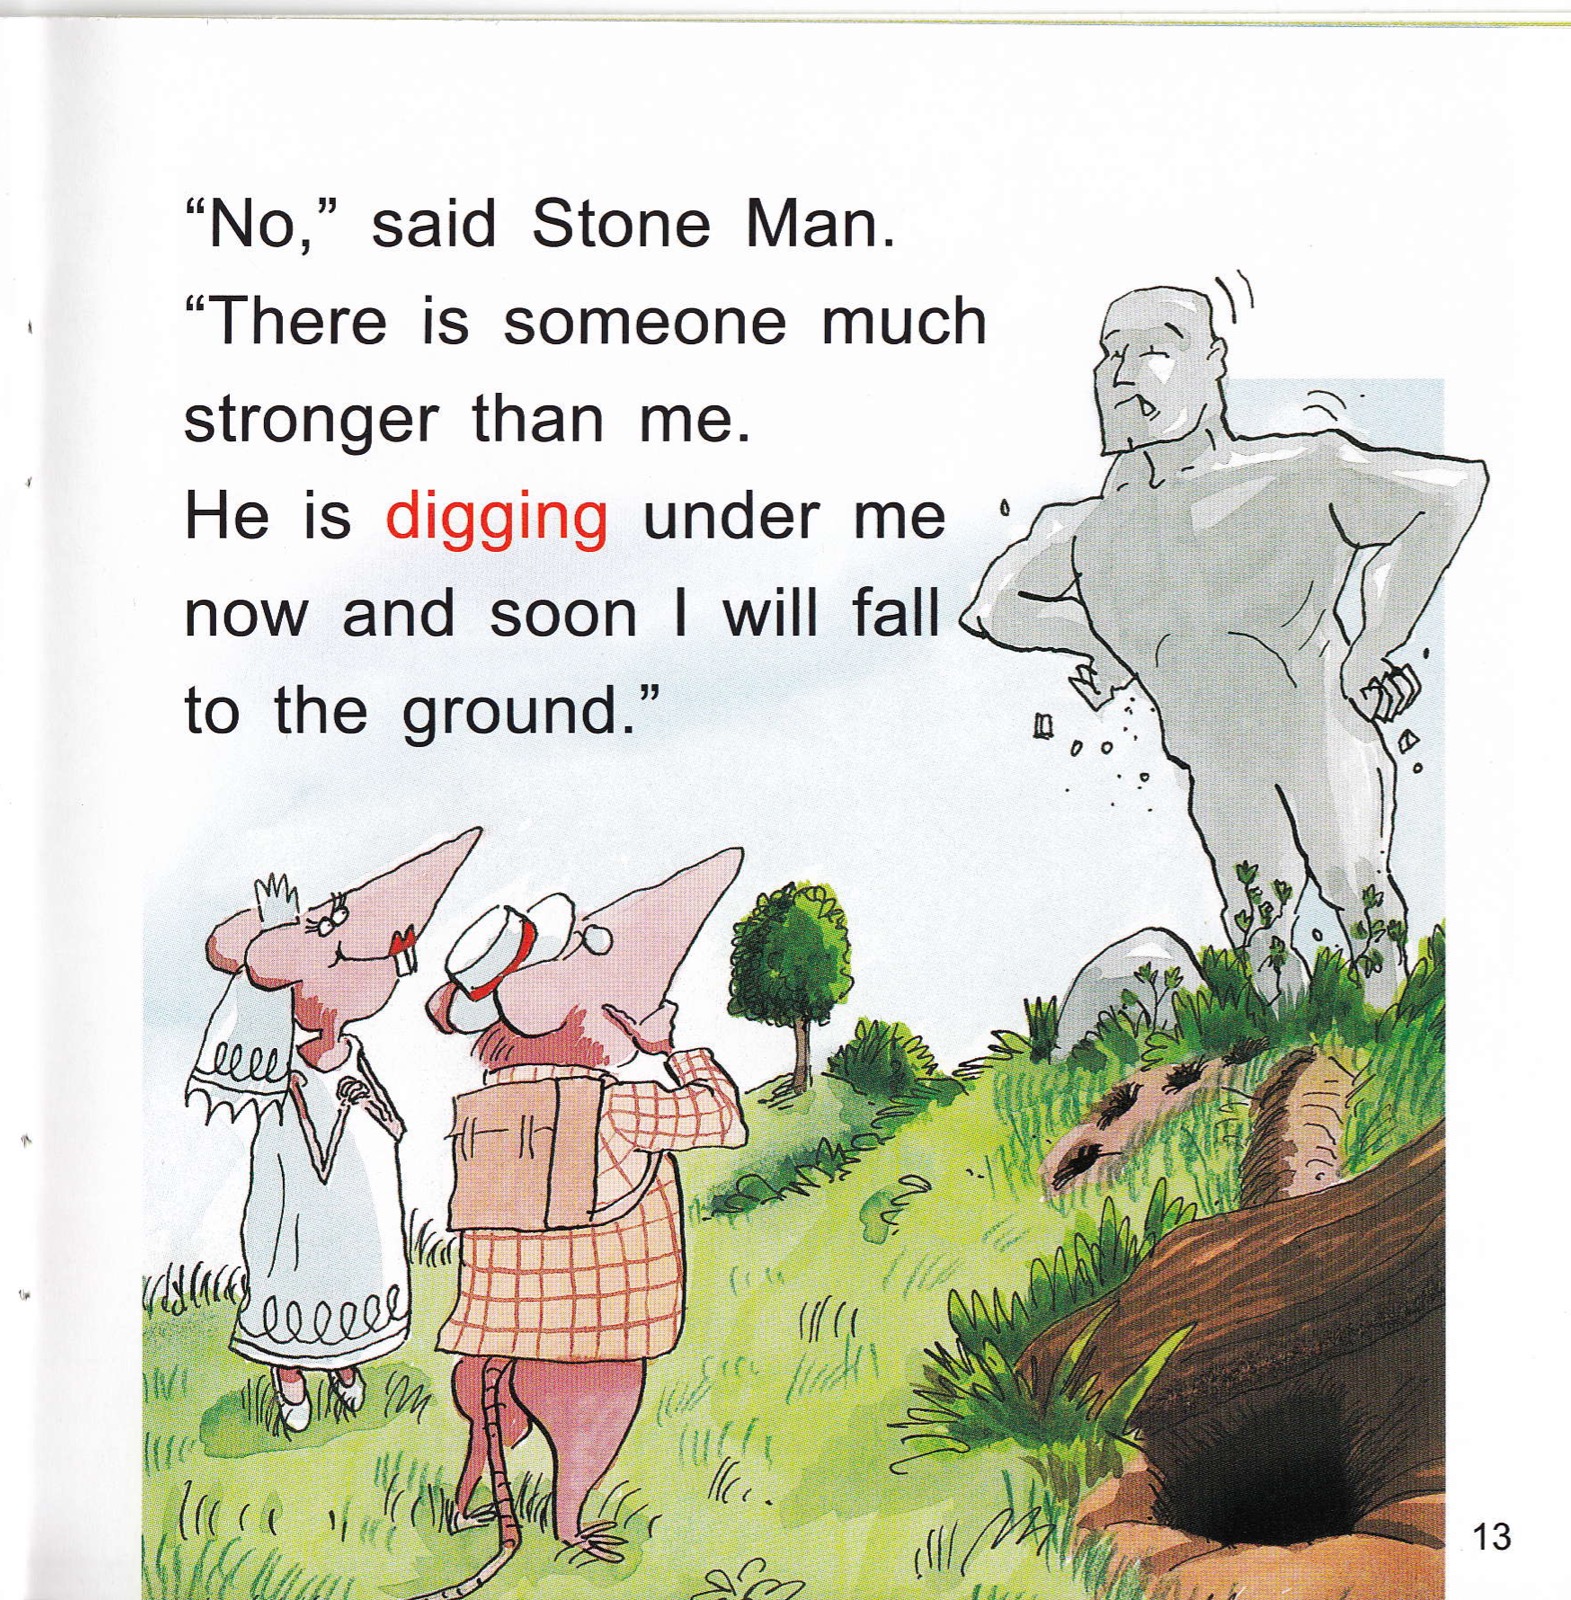 “No,” said Stone Man.
“There is someone much
stronger than me.
He is digging under me
now and soon I will fall
to the ground.”
13